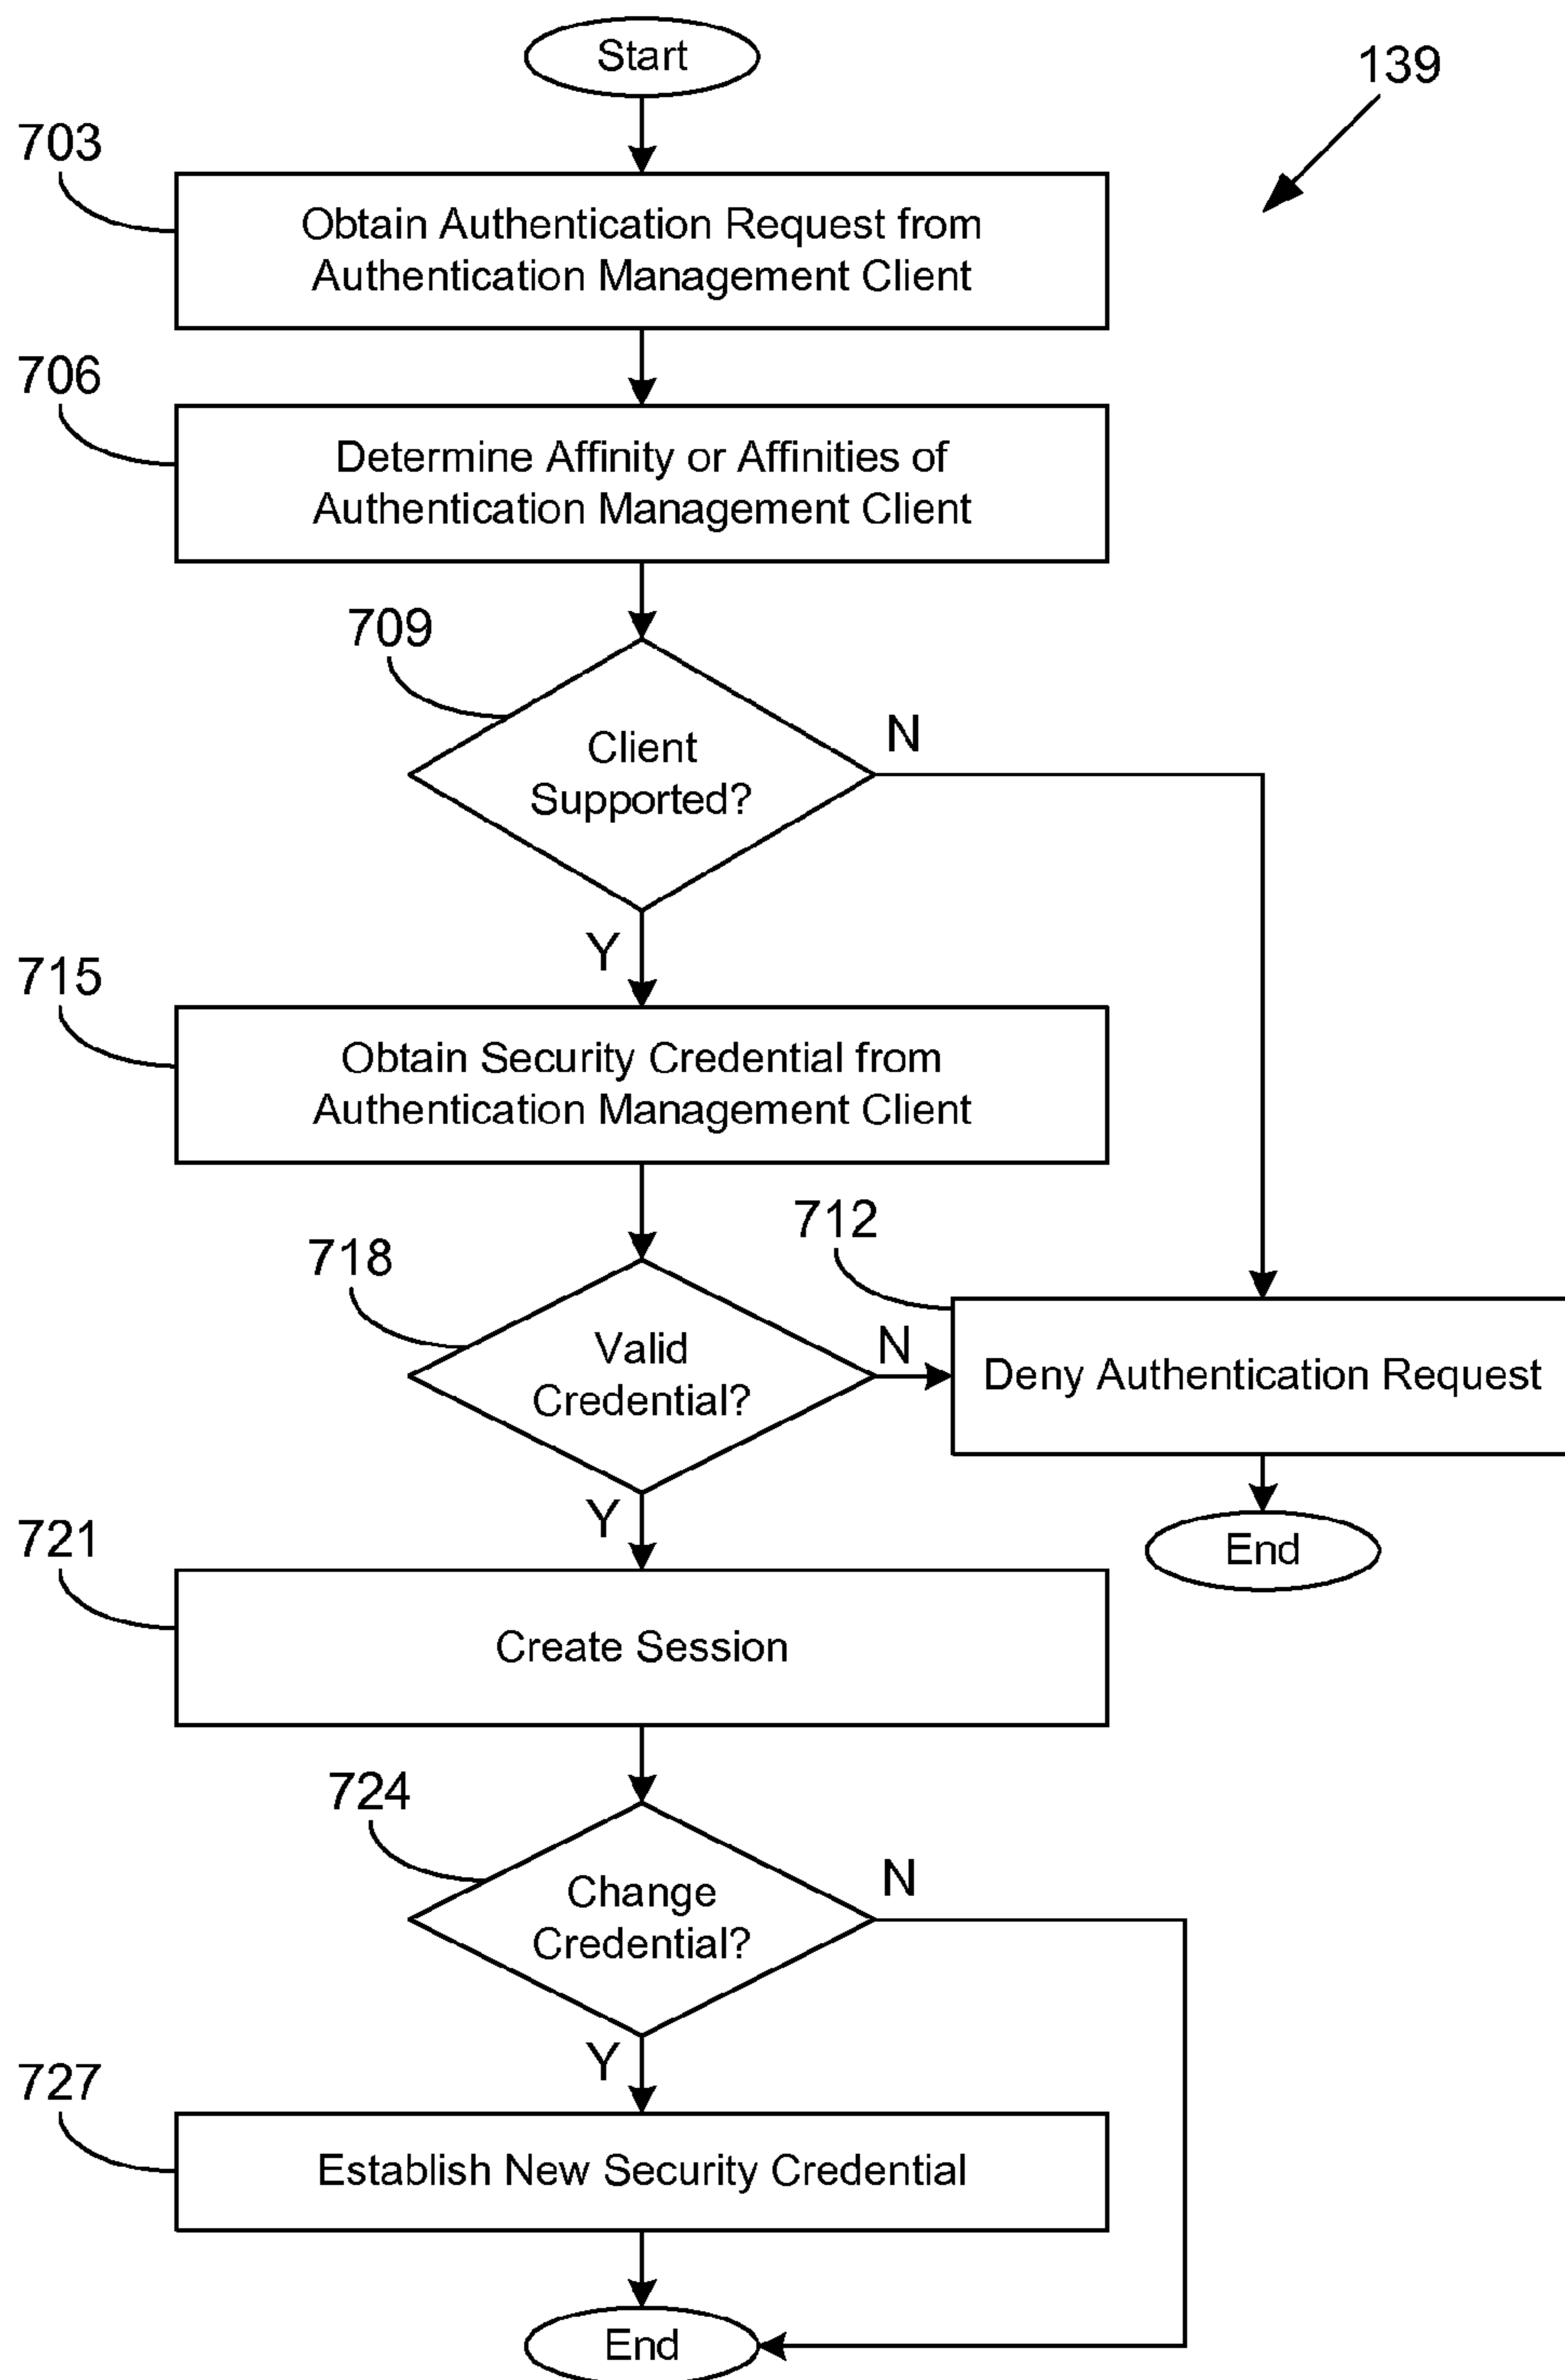 Start
139
703
Obtain Authentication Request from
Authentication Management Client
706
Determine Affinity or Affinities of
Authentication Management Client
709
Client
Supported?
N
Y
715
Obtain Security Credential from
Authentication Management Client
712
718
Valid
Credential?
N
Deny Authentication Request
Y
End
721
Create Session
724
Change
Credential?
N
Y
727
Establish New Security Credential
End